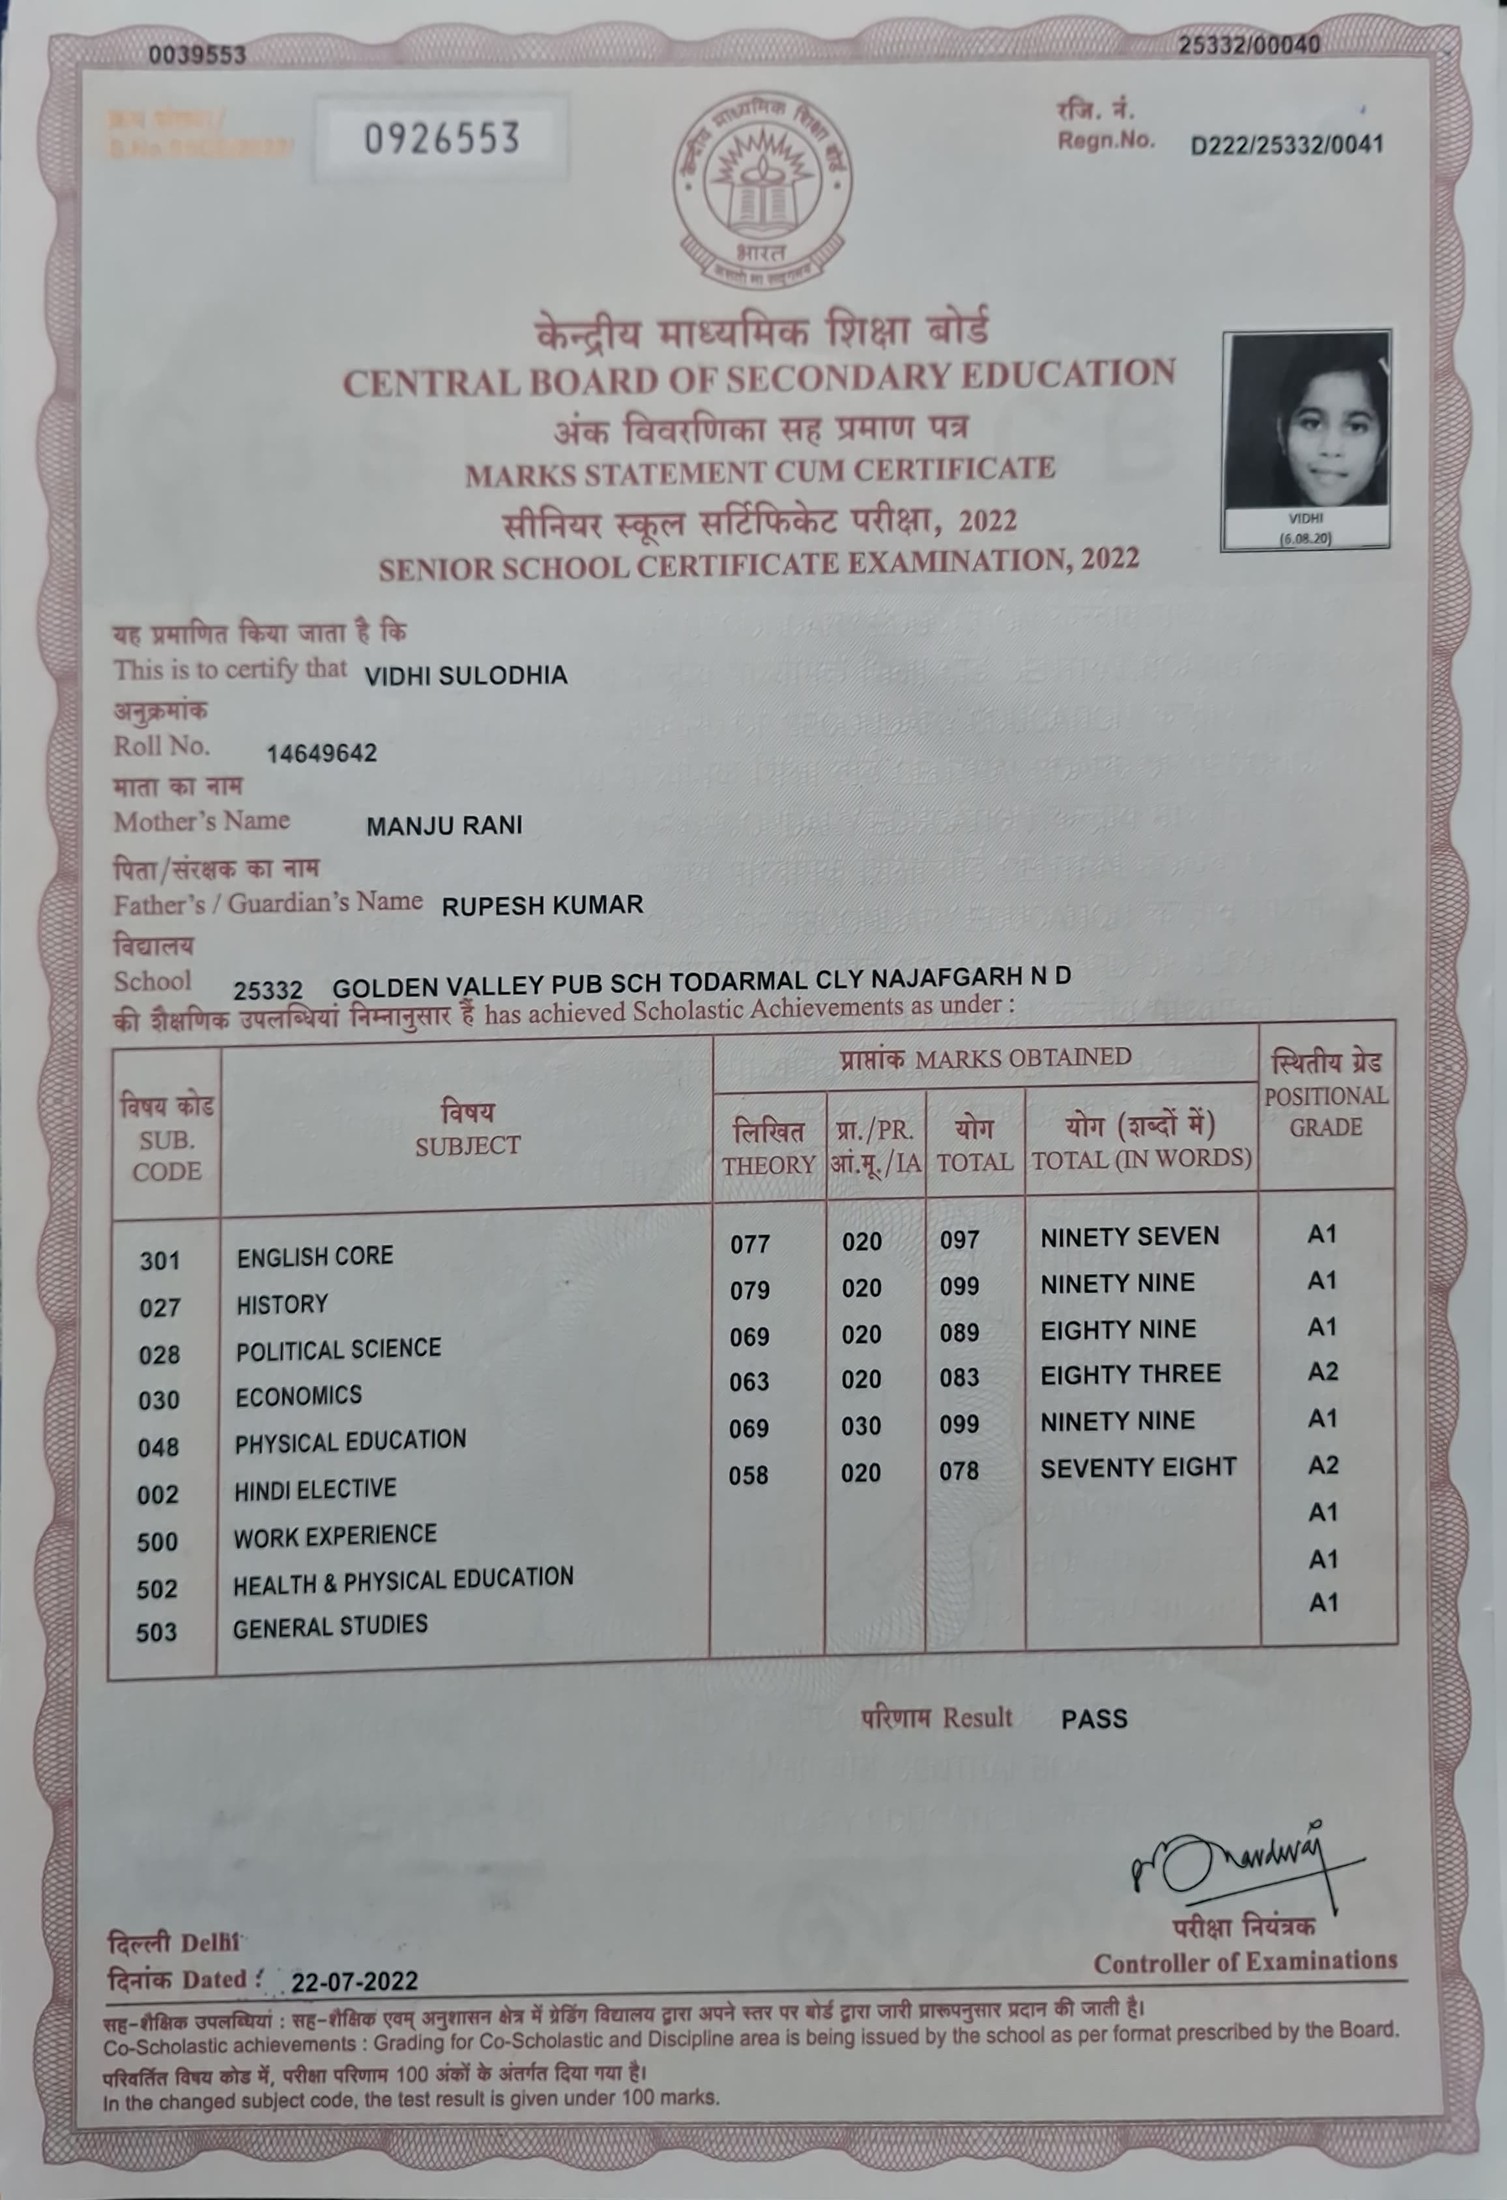 0039553
25332/00040
0926553
रजि. नं.
Regn.No. D222/25332/0041
केन्द्रीय माध्यमिक शिक्षा बोर्ड
भारत
असतो मा सद्गमय
केन्द्रीय माध्यमिक शिक्षा बोर्ड
CENTRAL BOARD OF SECONDARY EDUCATION
अंक विवरणिका सह प्रमाण पत्र
MARKS STATEMENT CUM CERTIFICATE
सीनियर स्कूल सर्टिफिकेट परीक्षा, 2022
SENIOR SCHOOL CERTIFICATE EXAMINATION, 2022
VIDHI
(6.08.20)
यह प्रमाणित किया जाता है कि
This is to certify that VIDHI SULODHIA
अनुक्रमांक
Roll No. 14649642
माता का नाम
Mother's Name MANJU RANI
पिता/संरक्षक का नाम
Father's / Guardian's Name RUPESH KUMAR
विद्यालय
School 25332 GOLDEN VALLEY PUB SCH TODARMAL CLY NAJAFGARH N D
की शैक्षणिक उपलब्धियां निम्नानुसार हैं has achieved Scholastic Achievements as under :
विषय कोड
SUB.
CODE
विषय
SUBJECT
प्राप्तांक MARKS OBTAINED
लिखित
THEORY
प्रा./PR.
आं.मू./IA
योग
TOTAL
योग (शब्दों में)
TOTAL (IN WORDS)
स्थितीय ग्रेड
POSITIONAL
GRADE
301 ENGLISH CORE 077 020 097 NINETY SEVEN A1
027 HISTORY 079 020 099 NINETY NINE A1
028 POLITICAL SCIENCE 069 020 089 EIGHTY NINE A1
030 ECONOMICS 063 020 083 EIGHTY THREE A2
048 PHYSICAL EDUCATION 069 030 099 NINETY NINE A1
002 HINDI ELECTIVE 058 020 078 SEVENTY EIGHT A2
500 WORK EXPERIENCE A1
502 HEALTH & PHYSICAL EDUCATION A1
503 GENERAL STUDIES A1
परिणाम Result PASS
परीक्षा नियंत्रक
Controller of Examinations
दिल्ली Delhi
दिनांक Dated : 22-07-2022
सह-शैक्षिक उपलब्धियां : सह-शैक्षिक एवम् अनुशासन क्षेत्र में ग्रेडिंग विद्यालय द्वारा अपने स्तर पर बोर्ड द्वारा जारी प्रारूपनुसार प्रदान की जाती है।
Co-Scholastic achievements : Grading for Co-Scholastic and Discipline area is being issued by the school as per format prescribed by the Board.
परिवर्तित विषय कोड में, परीक्षा परिणाम 100 अंकों के अंतर्गत दिया गया है।
In the changed subject code, the test result is given under 100 marks.